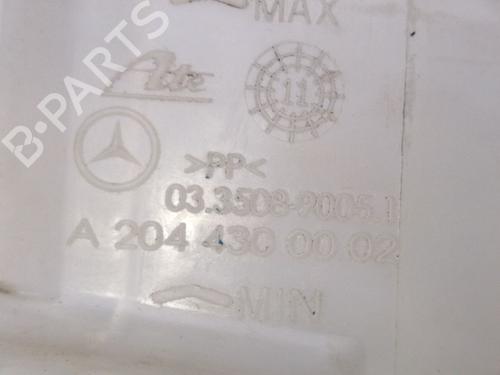 MAX
Ate
11
B-PARTS
>PP<
03.3508-9005.1
A 204 430 00 02
MIN